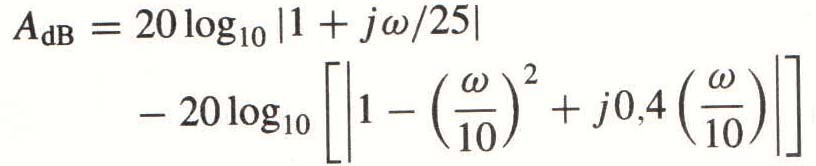 A_dB = 20 log₁₀ |1 + jω/25|
− 20 log₁₀ [|1 − (ω/10)² + j0,4 (ω/10)|]